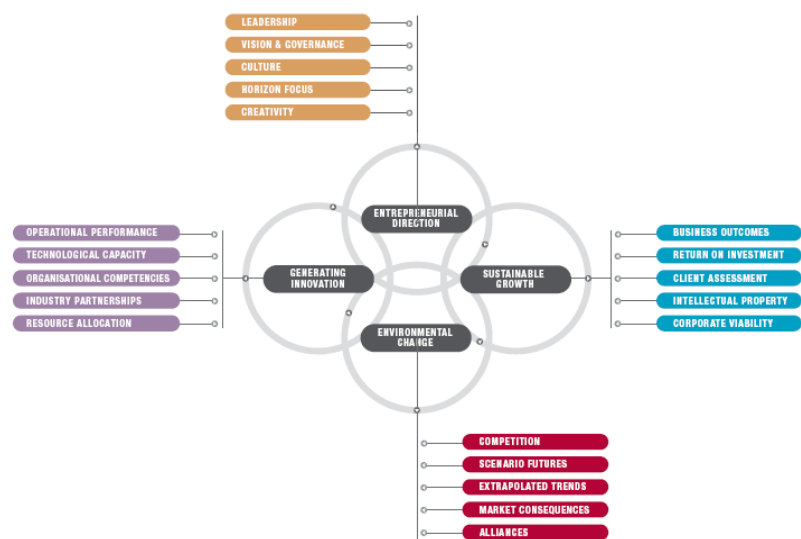 LEADERSHIP
VISION & GOVERNANCE
CULTURE
HORIZON FOCUS
CREATIVITY
ENTREPRENEURIAL
DIRECTION
OPERATIONAL PERFORMANCE
TECHNOLOGICAL CAPACITY
ORGANISATIONAL COMPETENCIES
INDUSTRY PARTNERSHIPS
RESOURCE ALLOCATION
GENERATING
INNOVATION
SUSTAINABLE
GROWTH
BUSINESS OUTCOMES
RETURN ON INVESTMENT
CLIENT ASSESSMENT
INTELLECTUAL PROPERTY
CORPORATE VIABILITY
ENVIRONMENTAL
CHANGE
COMPETITION
SCENARIO FUTURES
EXTRAPOLATED TRENDS
MARKET CONSEQUENCES
ALLIANCES